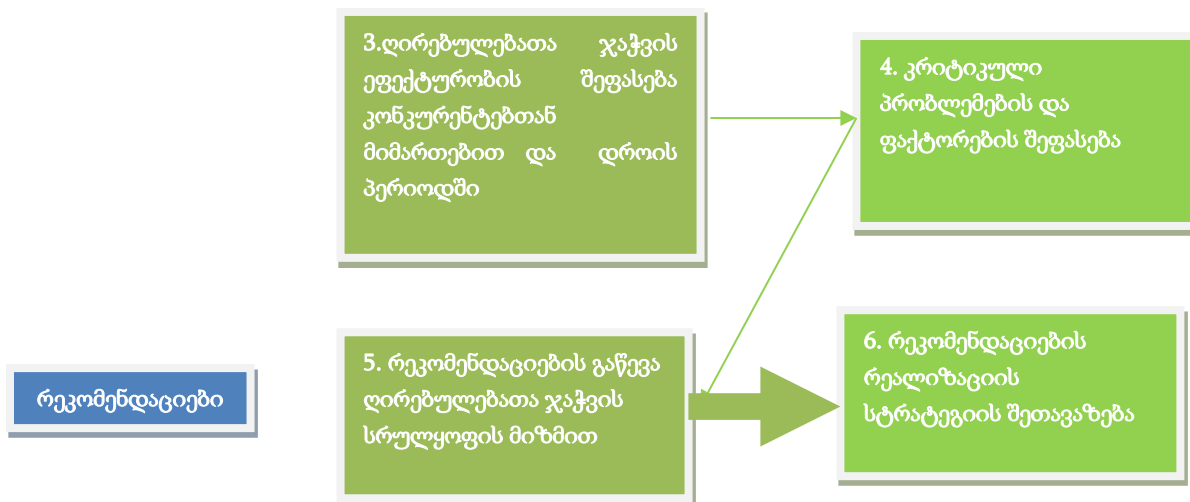 3.ღირებულებათა ჯაჭვის
ეფექტურობის შეფასება
კონკურენტებთან
მიმართებით და დროის
პერიოდში
4. კრიტიკული
პრობლემების და
ფაქტორების შეფასება
რეკომენდაციები
5. რეკომენდაციების გაწევა
ღირებულებათა ჯაჭვის
სრულყოფის მიზმით
6. რეკომენდაციების
რეალიზაციის
სტრატეგიის შეთავაზება